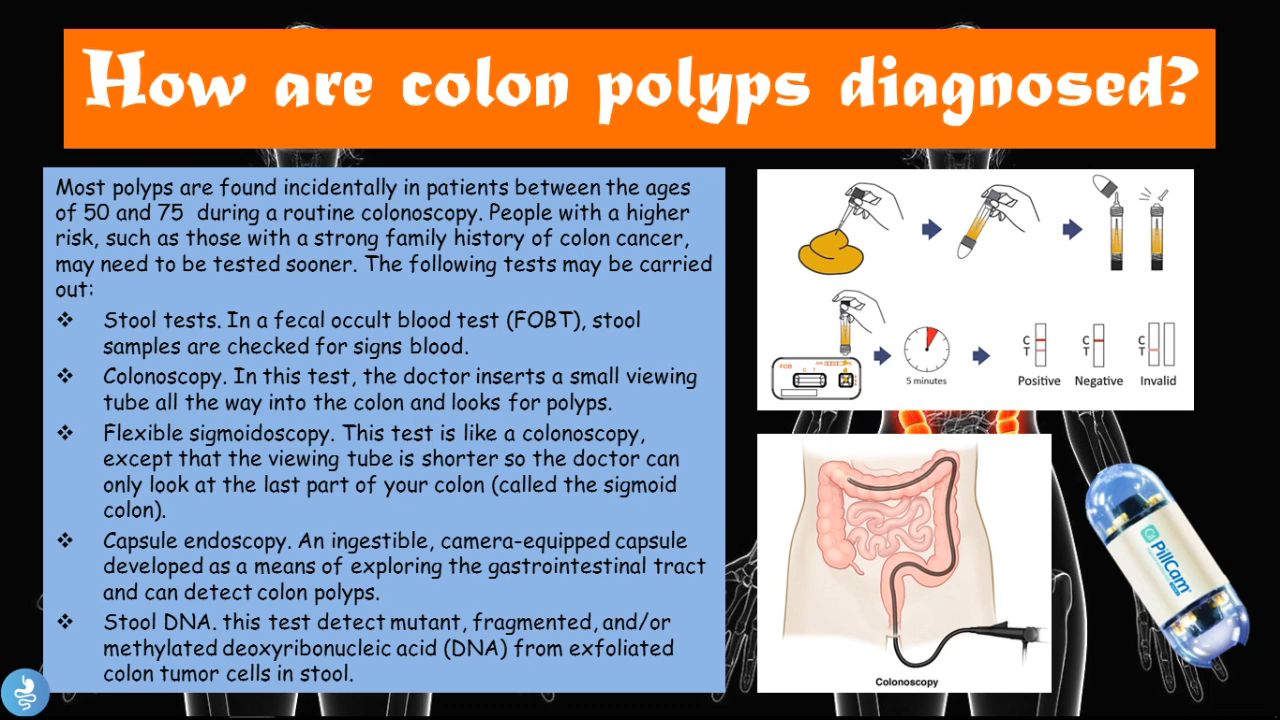 How are colon polyps diagnosed?
Most polyps are found incidentally in patients between the ages
of 50 and 75 during a routine colonoscopy. People with a higher
risk, such as those with a strong family history of colon cancer,
may need to be tested sooner. The following tests may be carried
out:
❖ Stool tests. In a fecal occult blood test (FOBT), stool
samples are checked for signs blood.
❖ Colonoscopy. In this test, the doctor inserts a small viewing
tube all the way into the colon and looks for polyps.
❖ Flexible sigmoidoscopy. This test is like a colonoscopy,
except that the viewing tube is shorter so the doctor can
only look at the last part of your colon (called the sigmoid
colon).
❖ Capsule endoscopy. An ingestible, camera-equipped capsule
developed as a means of exploring the gastrointestinal tract
and can detect colon polyps.
❖ Stool DNA. this test detect mutant, fragmented, and/or
methylated deoxyribonucleic acid (DNA) from exfoliated
colon tumor cells in stool.
FOB
C T
5 minutes
C
T
C
T
C
T
Positive Negative Invalid
Colonoscopy
PillCam